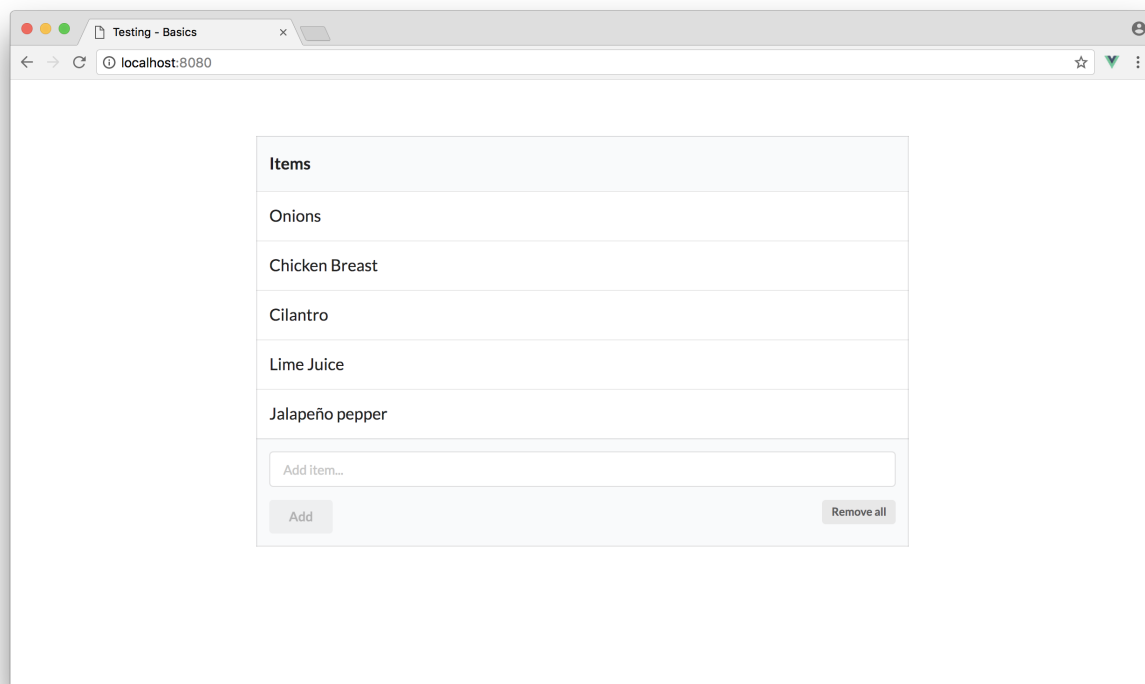 Testing - Basics
localhost:8080
Items
Onions
Chicken Breast
Cilantro
Lime Juice
Jalapeño pepper
Add item...
Add
Remove all